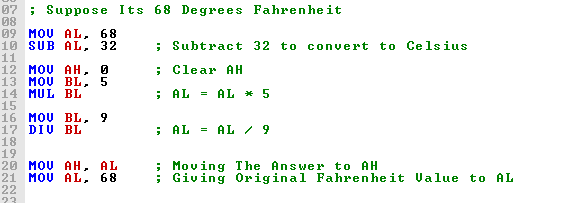 07 ; Suppose Its 68 Degrees Fahrenheit
08
09 MOV AL, 68
10 SUB AL, 32 ; Subtract 32 to convert to Celsius
11
12 MOV AH, 0 ; Clear AH
13 MOV BL, 5
14 MUL BL ; AL = AL * 5
15
16 MOV BL, 9
17 DIV BL ; AL = AL / 9
18
19
20 MOV AH, AL ; Moving The Answer to AH
21 MOV AL, 68 ; Giving Original Fahrenheit Value to AL
22
23